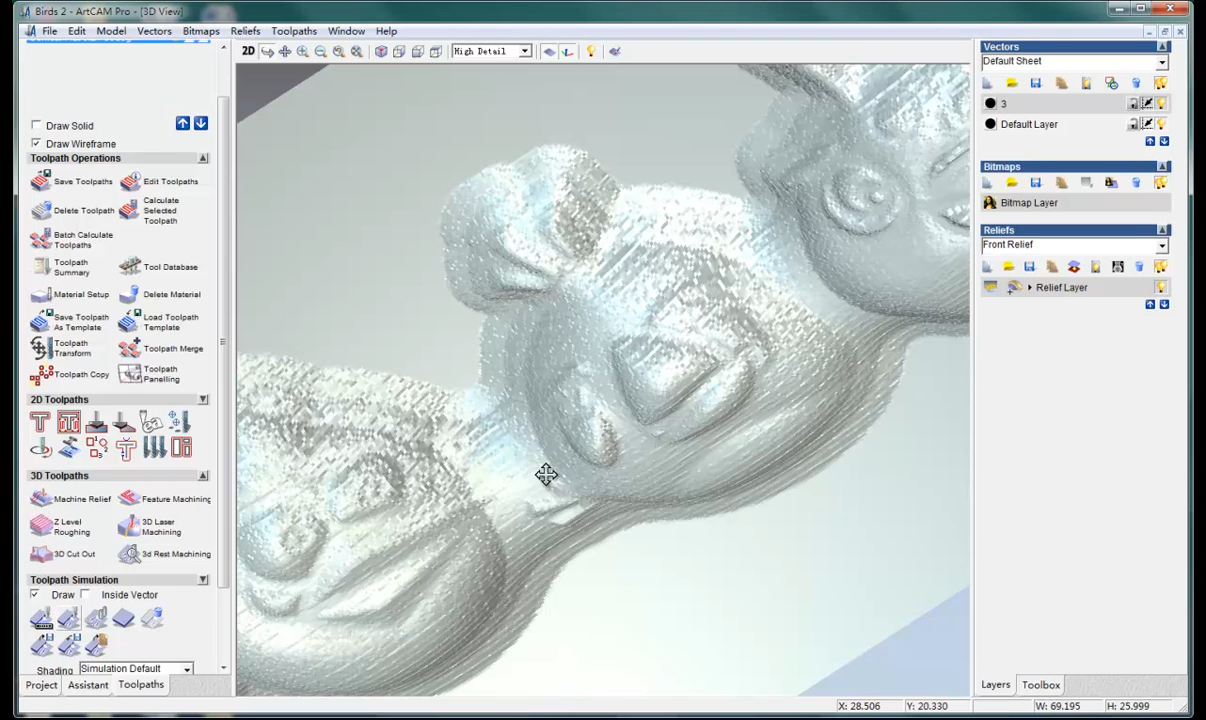 Birds 2 - ArtCAM Pro - [3D View]
File Edit Model Vectors Bitmaps Reliefs Toolpaths Window Help
2D
High Detail
Draw Solid
Draw Wireframe
Toolpath Operations
Save Toolpaths
Edit Toolpaths
Delete Toolpath
Calculate Selected Toolpath
Batch Calculate Toolpaths
Toolpath Summary
Tool Database
Material Setup
Delete Material
Save Toolpath As Template
Load Toolpath Template
Toolpath Transform
Toolpath Merge
Toolpath Copy
Toolpath Panelling
2D Toolpaths
3D Toolpaths
Machine Relief
Feature Machining
Z Level Roughing
3D Laser Machining
3D Cut Out
3d Rest Machining
Toolpath Simulation
Draw
Inside Vector
Shading
Simulation Default
Project
Assistant
Toolpaths
Vectors
Default Sheet
3
Default Layer
Bitmaps
Bitmap Layer
Reliefs
Front Relief
Relief Layer
Layers
Toolbox
X: 28.506
Y: 20.330
W: 69.195
H: 25.999